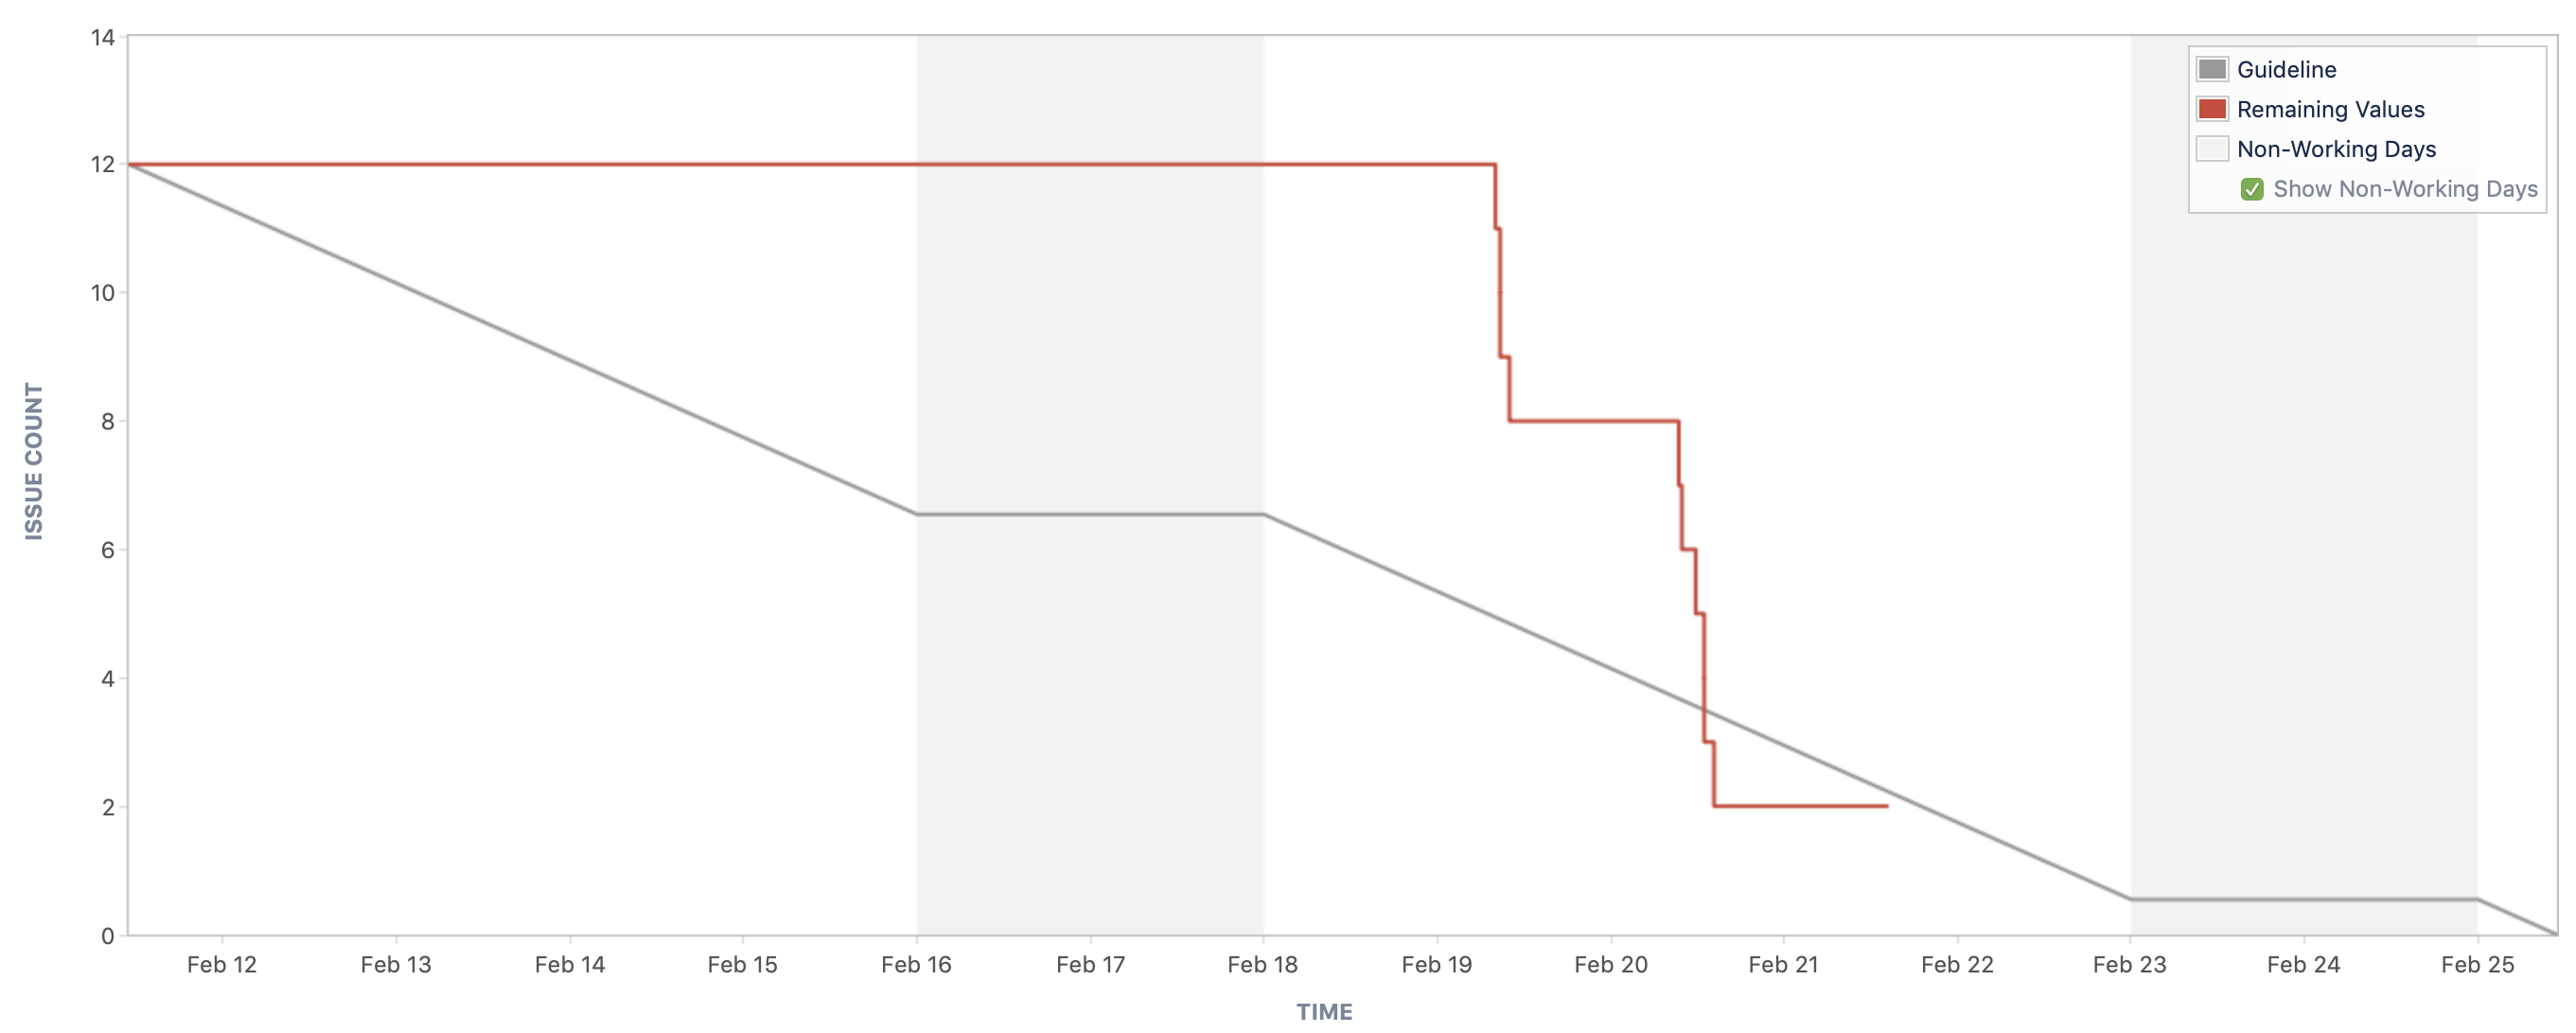 14
12
10
8
6
4
2
0
ISSUE COUNT
Guideline
Remaining Values
Non-Working Days
Show Non-Working Days
Feb 12 Feb 13 Feb 14 Feb 15 Feb 16 Feb 17 Feb 18 Feb 19 Feb 20 Feb 21 Feb 22 Feb 23 Feb 24 Feb 25
TIME